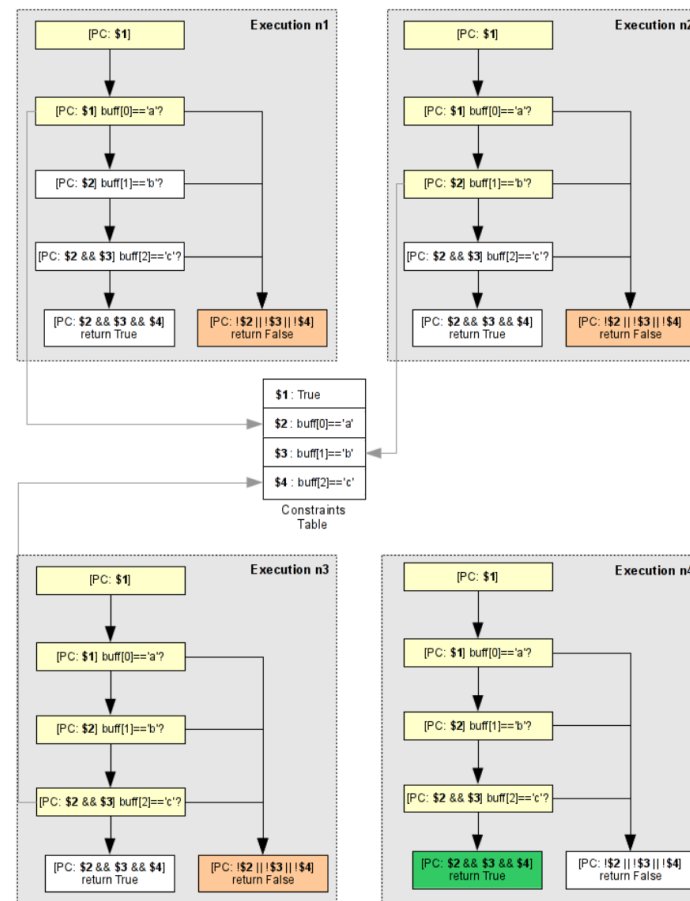 Execution n1
[PC: $1]
[PC: $1] buff[0]=='a'?
[PC: $2] buff[1]=='b'?
[PC: $2 && $3] buff[2]=='c'?
[PC: $2 && $3 && $4]
return True
[PC: !$2 || !$3 || !$4]
return False
Execution n2
[PC: $1]
[PC: $1] buff[0]=='a'?
[PC: $2] buff[1]=='b'?
[PC: $2 && $3] buff[2]=='c'?
[PC: $2 && $3 && $4]
return True
[PC: !$2 || !$3 || !$4]
return False
$1 : True
$2 : buff[0]=='a'
$3 : buff[1]=='b'
$4 : buff[2]=='c'
Constraints
Table
Execution n3
[PC: $1]
[PC: $1] buff[0]=='a'?
[PC: $2] buff[1]=='b'?
[PC: $2 && $3] buff[2]=='c'?
[PC: $2 && $3 && $4]
return True
[PC: !$2 || !$3 || !$4]
return False
Execution n4
[PC: $1]
[PC: $1] buff[0]=='a'?
[PC: $2] buff[1]=='b'?
[PC: $2 && $3] buff[2]=='c'?
[PC: $2 && $3 && $4]
return True
[PC: !$2 || !$3 || !$4]
return False